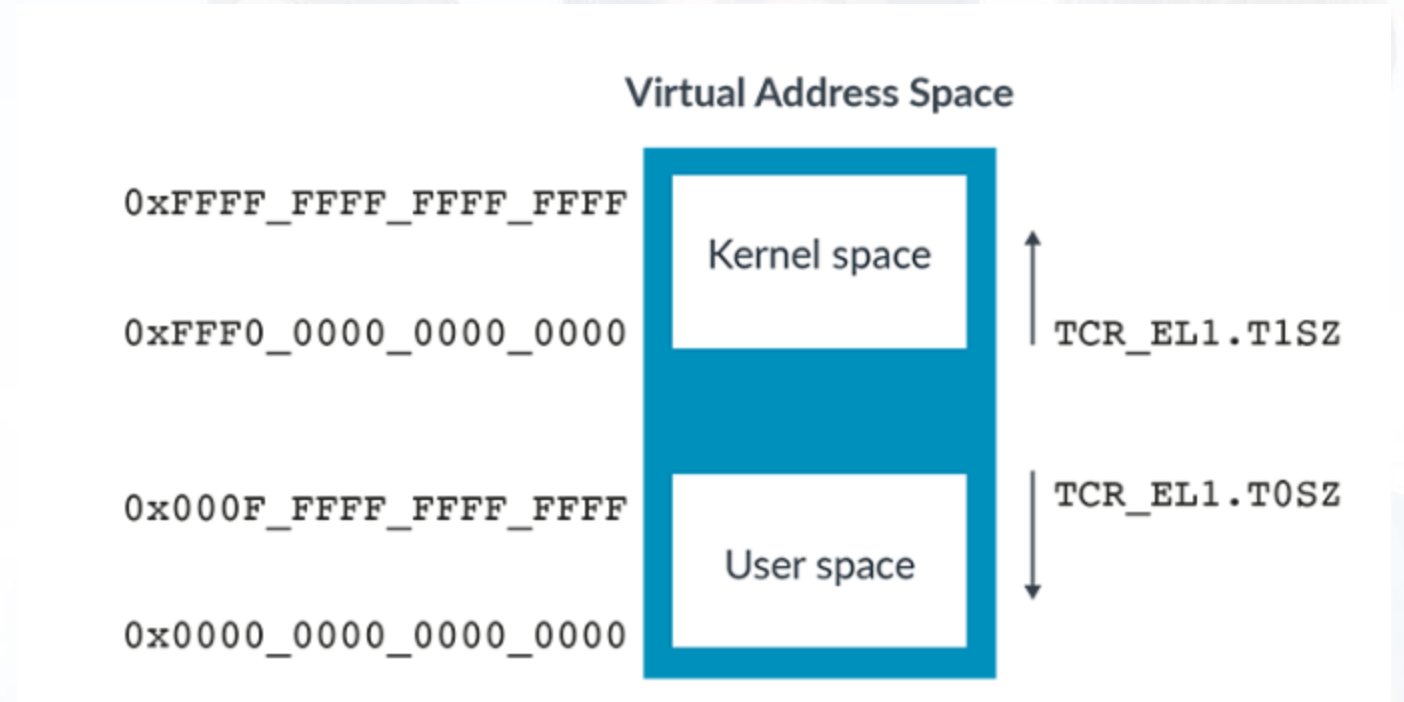 Virtual Address Space
0xFFFF_FFFF_FFFF_FFFF
Kernel space
0xFFF0_0000_0000_0000
TCR_EL1.T1SZ
0x000F_FFFF_FFFF_FFFF
TCR_EL1.T0SZ
User space
0x0000_0000_0000_0000